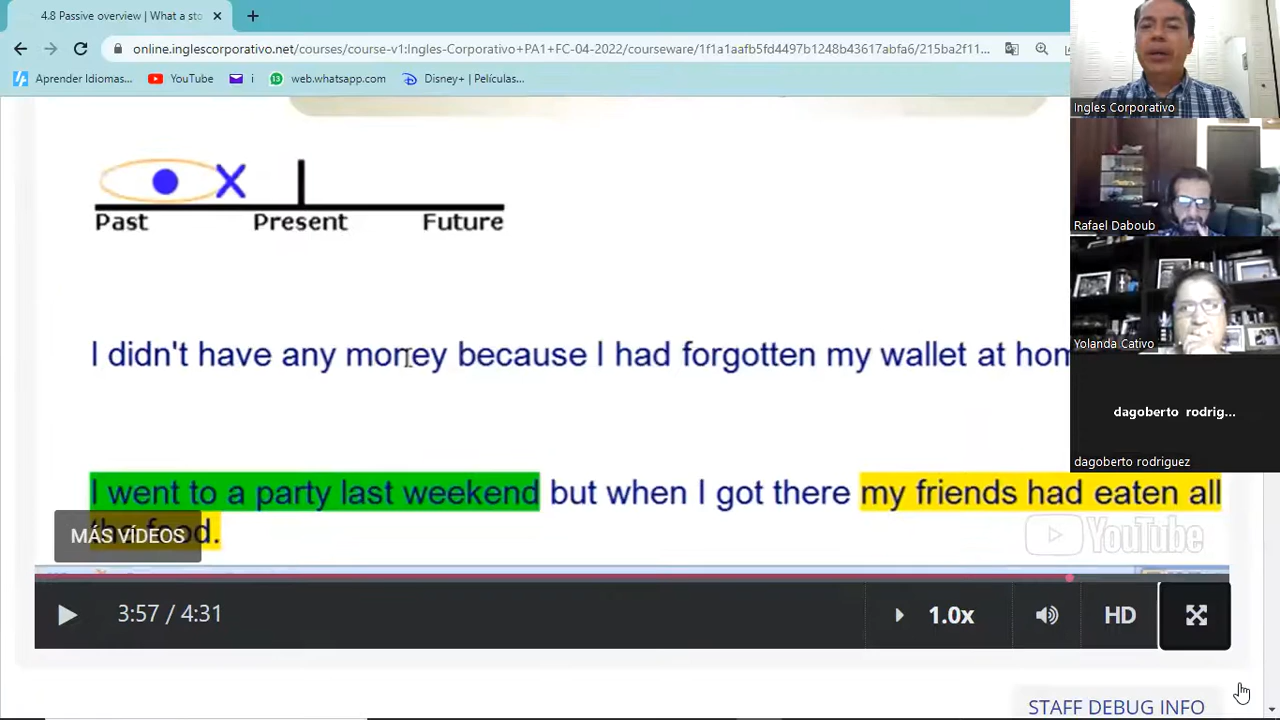 4.8 Passive overview | What a sto
online.inglescorporativo.net/courses/course-v1:Ingles-Corporativo+PA1+FC-04-2022/courseware/1f1a1aafb5fd4497b1248b43617abfa6/215ba2f11...
Aprender Idiomas...
YouTube
i
web.whatsapp.com
Disney+ | Películas...
Ingles Corporativo
Rafael Daboub
Yolanda Cativo
dagoberto rodrig...
dagoberto rodriguez
Past Present Future
I didn't have any money because I had forgotten my wallet at hom
I went to a party last weekend but when I got there my friends had eaten all
the food.
MÁS VÍDEOS
YouTube
3:57 / 4:31
1.0x
HD
STAFF DEBUG INFO